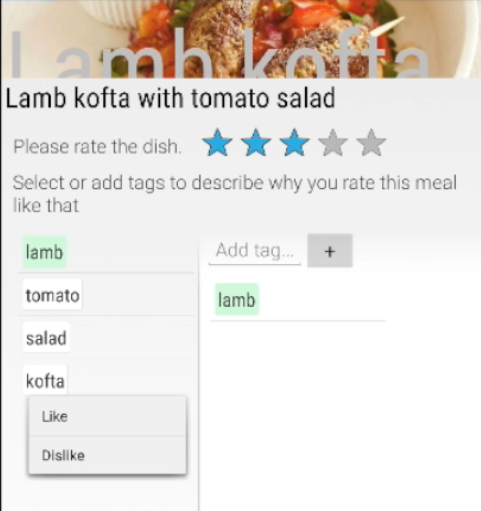 Lamb kofta
Lamb kofta with tomato salad
Please rate the dish.
Select or add tags to describe why you rate this meal
like that
lamb
tomato
salad
kofta
Like
Dislike
Add tag... +
lamb